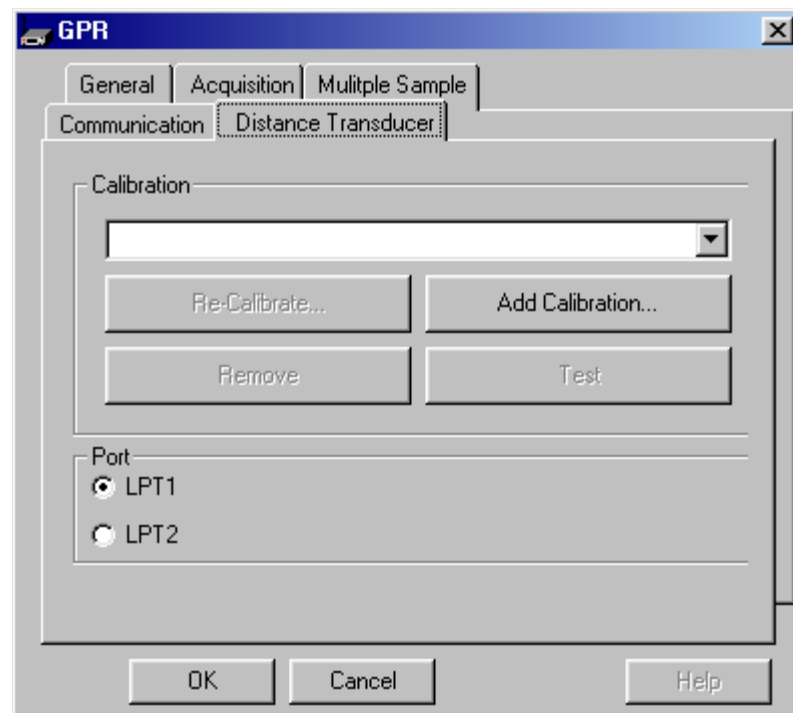 GPR
General Acquisition Mulitple Sample
Communication Distance Transducer
Calibration
Re-Calibrate... Add Calibration...
Remove Test
Port
LPT1
LPT2
OK Cancel Help